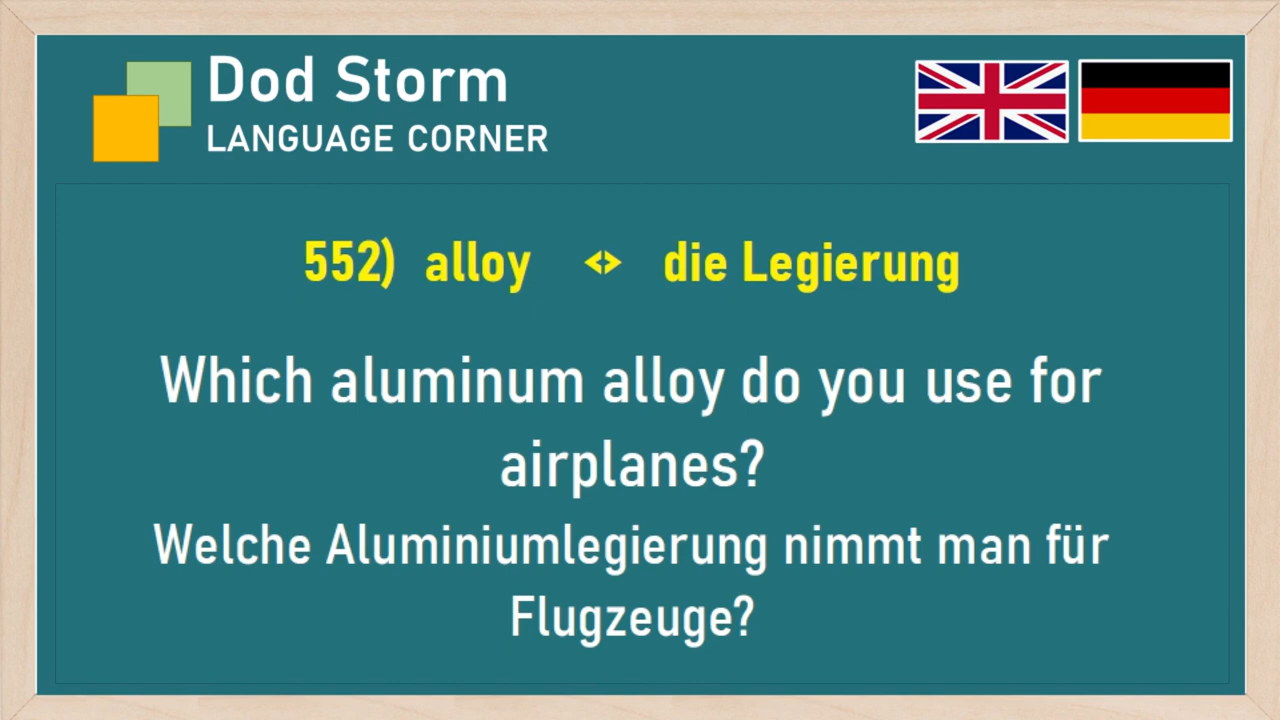 Dod Storm
LANGUAGE CORNER
552) alloy <> die Legierung
Which aluminum alloy do you use for
airplanes?
Welche Aluminiumlegierung nimmt man für
Flugzeuge?